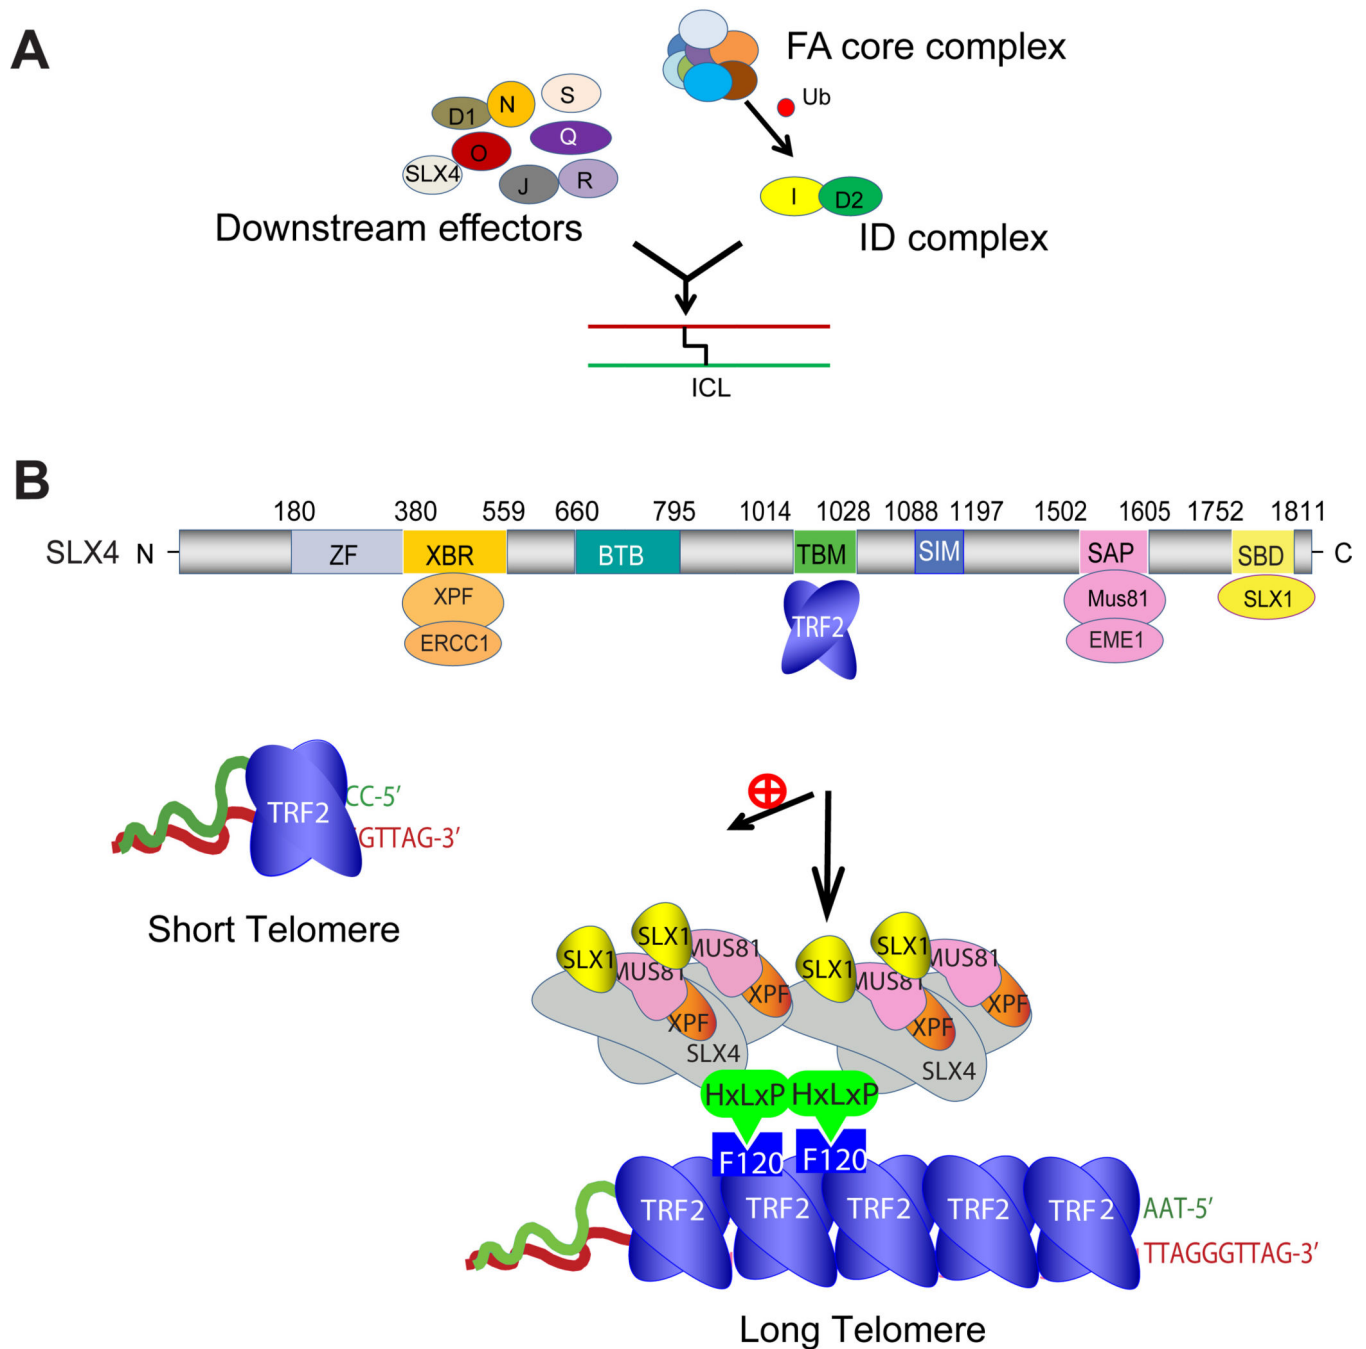 A
FA core complex
Ub
D1 N S
Q
O
SLX4
J R
I D2
Downstream effectors
ID complex
ICL
B
180 380 559 660 795 1014 1028 1088 1197 1502 1605 1752 1811
SLX4 N ZF XBR BTB TBM SIM SAP SBD C
XPF
ERCC1
TRF2
Mus81
EME1
SLX1
TRF2
CC-5′
GTTAG-3′
Short Telomere
SLX1 SLX1 SLX1 SLX1
MUS81 MUS81 MUS81 MUS81
XPF XPF XPF XPF
SLX4 SLX4
HxLxP HxLxP
F120 F120
TRF2 TRF2 TRF2 TRF2 TRF2
AAT-5′
TTAGGGTTAG-3′
Long Telomere